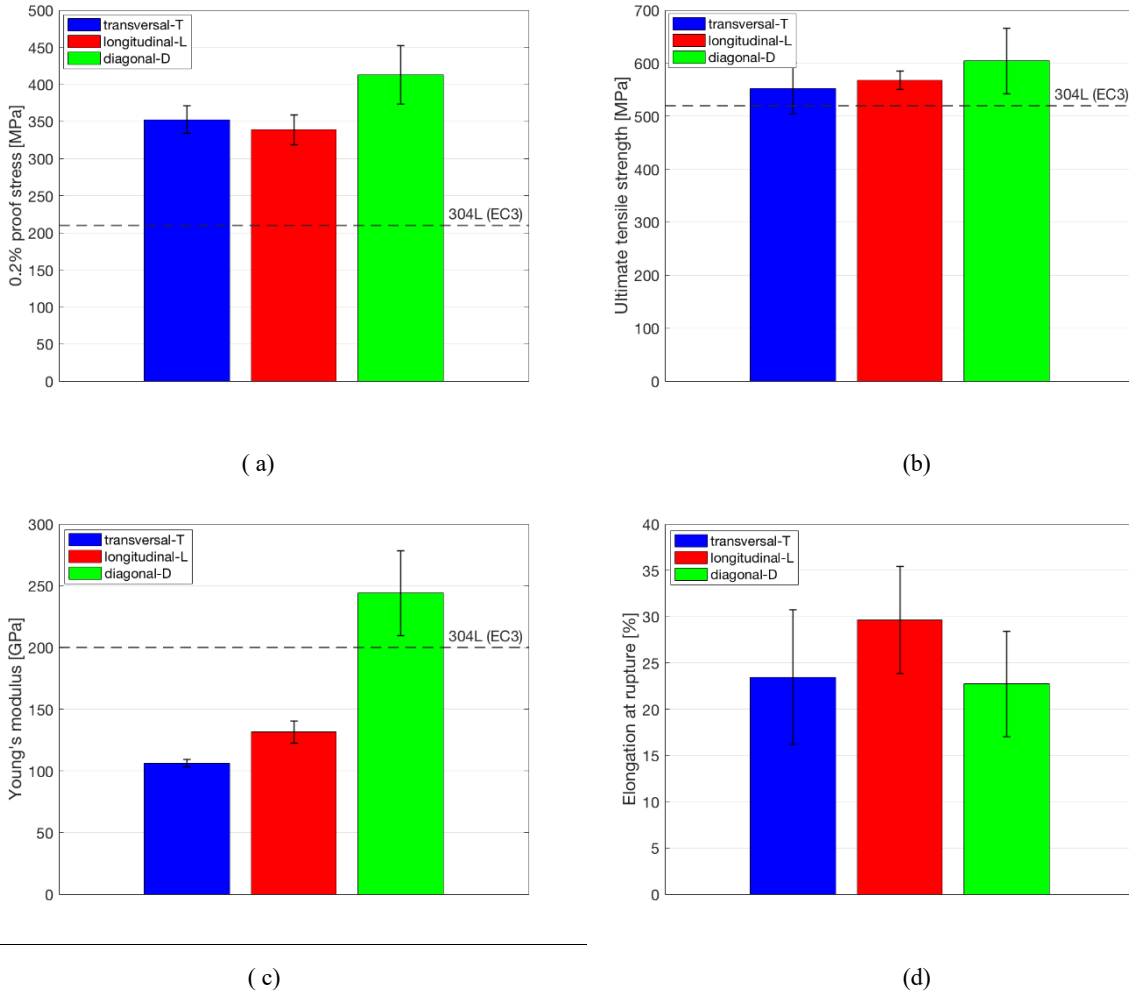 0.2% proof stress [MPa]
500
450
400
350
300
250
200
150
100
50
0
transversal-T
longitudinal-L
diagonal-D
304L (EC3)
( a)
Ultimate tensile strength [MPa]
700
600
500
400
300
200
100
0
transversal-T
longitudinal-L
diagonal-D
304L (EC3)
(b)
Young's modulus [GPa]
300
250
200
150
100
50
0
transversal-T
longitudinal-L
diagonal-D
304L (EC3)
( c)
Elongation at rupture [%]
40
35
30
25
20
15
10
5
0
transversal-T
longitudinal-L
diagonal-D
(d)